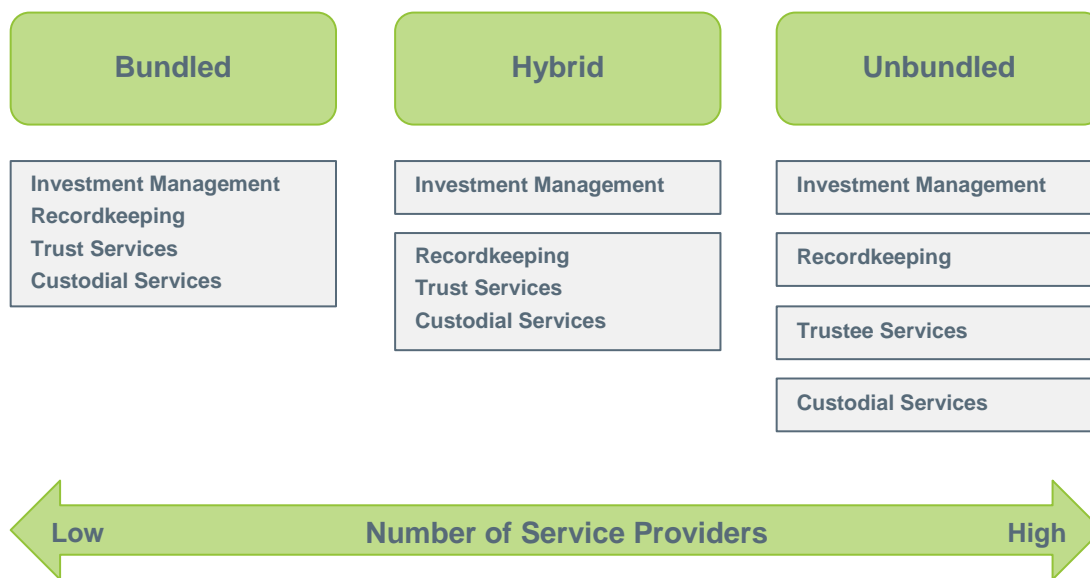 Bundled
Hybrid
Unbundled
Investment Management
Recordkeeping
Trust Services
Custodial Services
Investment Management
Recordkeeping
Trust Services
Custodial Services
Investment Management
Recordkeeping
Trustee Services
Custodial Services
Low
Number of Service Providers
High